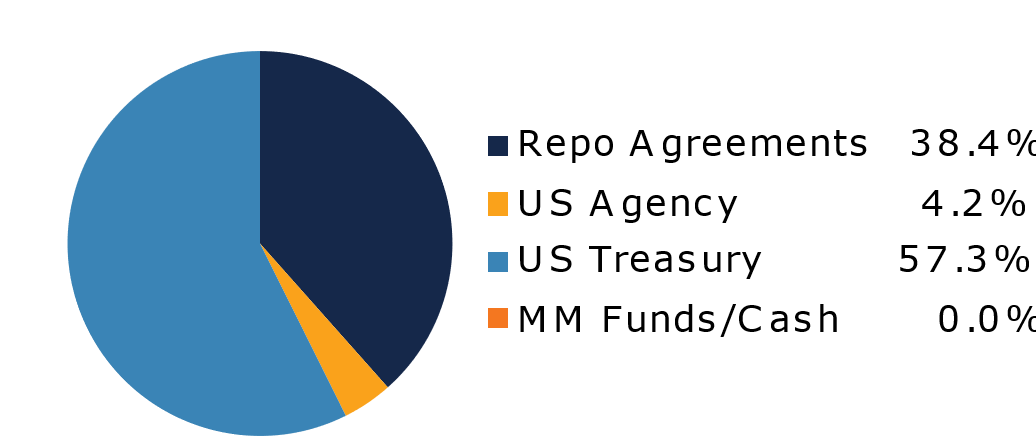 Repo Agreements 38.4%
US Agency 4.2%
US Treasury 57.3%
MM Funds/Cash 0.0%